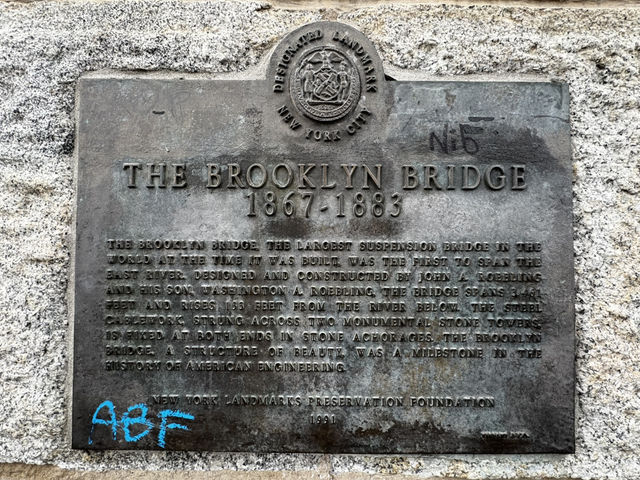 DESIGNATED LANDMARK
NEW YORK CITY
THE BROOKLYN BRIDGE
1867-1883
THE BROOKLYN BRIDGE, THE LARGEST SUSPENSION BRIDGE IN THE
WORLD AT THE TIME IT WAS BUILT, WAS THE FIRST TO SPAN THE
EAST RIVER. DESIGNED AND CONSTRUCTED BY JOHN A. ROEBLING
AND HIS SON, WASHINGTON A. ROEBLING, THE BRIDGE SPANS
FEET AND RISES 133 FEET FROM THE RIVER BELOW. THE STEEL
CABLEWORK, STRUNG ACROSS TWO MONUMENTAL STONE TOWERS,
IS FIXED AT BOTH ENDS IN STONE ACHORAGES. THE BROOKLYN
BRIDGE, A STRUCTURE OF BEAUTY, WAS A MILESTONE IN THE
HISTORY OF AMERICAN ENGINEERING.
NEW YORK LANDMARKS PRESERVATION FOUNDATION
1991
ABF